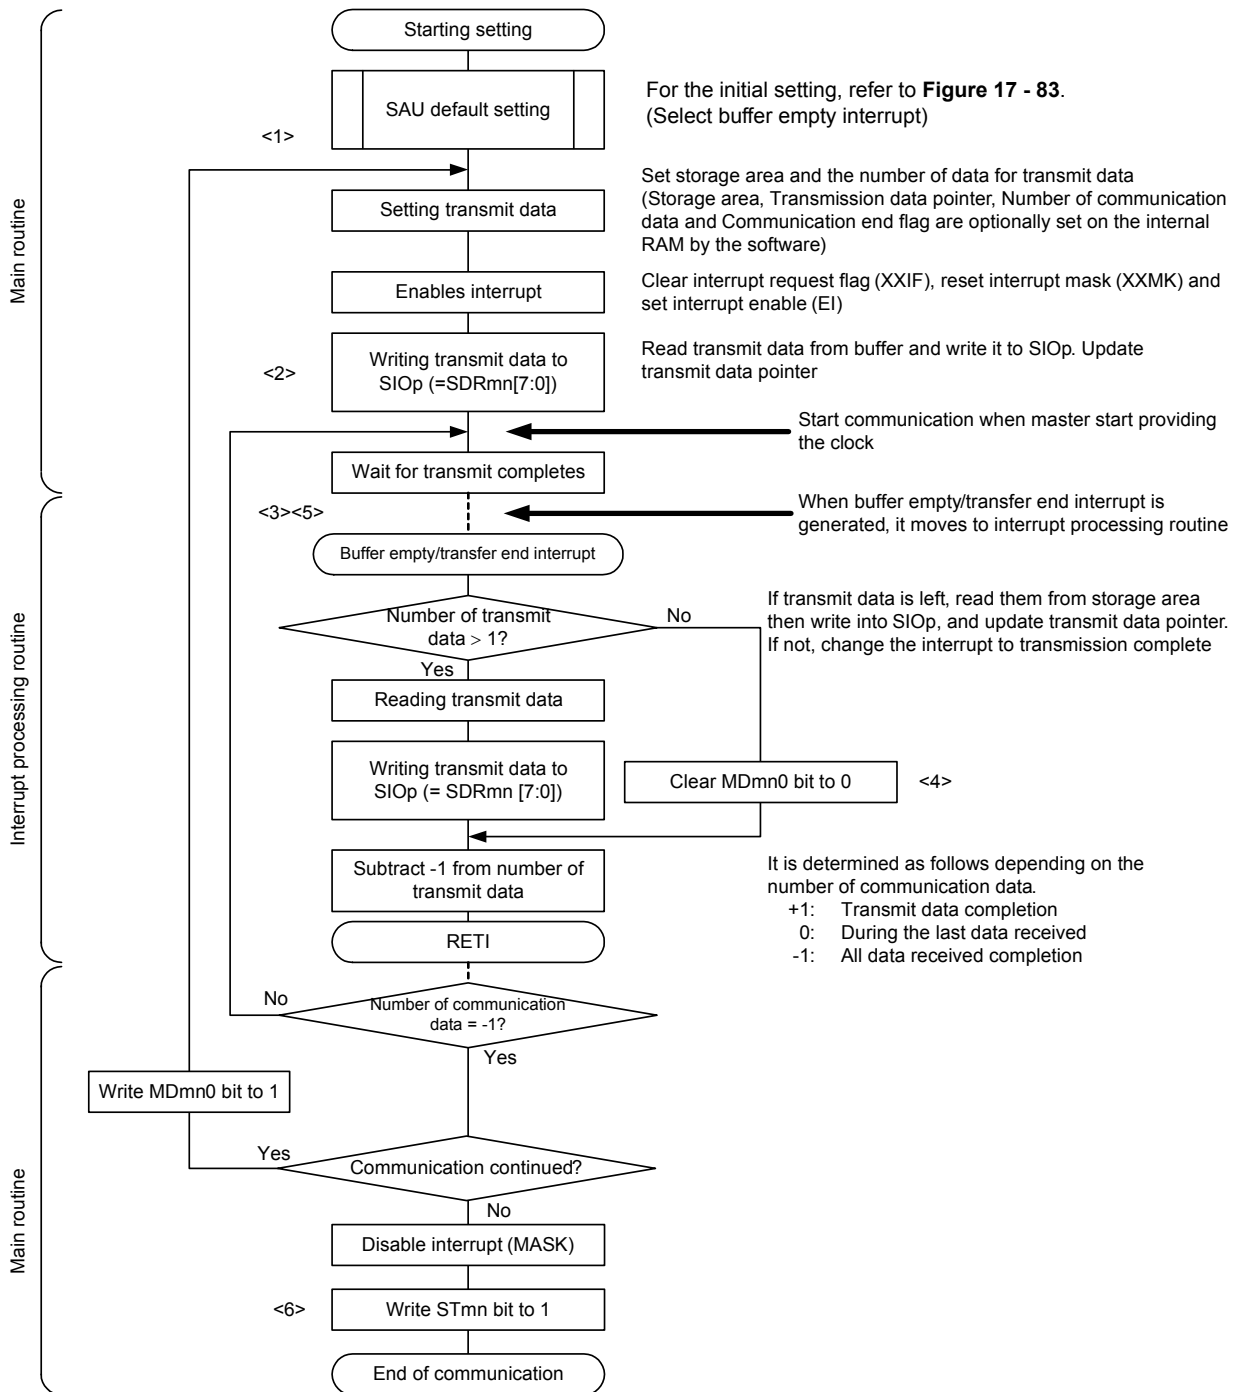 Starting setting
SAU default setting
For the initial setting, refer to Figure 17 - 83.
(Select buffer empty interrupt)
<1>
Main routine
Setting transmit data
Set storage area and the number of data for transmit data
(Storage area, Transmission data pointer, Number of communication
data and Communication end flag are optionally set on the internal
RAM by the software)
Enables interrupt
Clear interrupt request flag (XXIF), reset interrupt mask (XXMK) and
set interrupt enable (EI)
<2>
Writing transmit data to
SIOp (=SDRmn[7:0])
Read transmit data from buffer and write it to SIOp. Update
transmit data pointer
Start communication when master start providing
the clock
Wait for transmit completes
<3><5>
When buffer empty/transfer end interrupt is
generated, it moves to interrupt processing routine
Buffer empty/transfer end interrupt
Interrupt processing routine
Number of transmit
data > 1?
No
Yes
If transmit data is left, read them from storage area
then write into SIOp, and update transmit data pointer.
If not, change the interrupt to transmission complete
Reading transmit data
Writing transmit data to
SIOp (= SDRmn [7:0])
Clear MDmn0 bit to 0
<4>
Subtract -1 from number of
transmit data
It is determined as follows depending on the
number of communication data.
+1: Transmit data completion
0: During the last data received
-1: All data received completion
RETI
No
Number of communication
data = -1?
Yes
Write MDmn0 bit to 1
Main routine
Yes
Communication continued?
No
Disable interrupt (MASK)
<6>
Write STmn bit to 1
End of communication